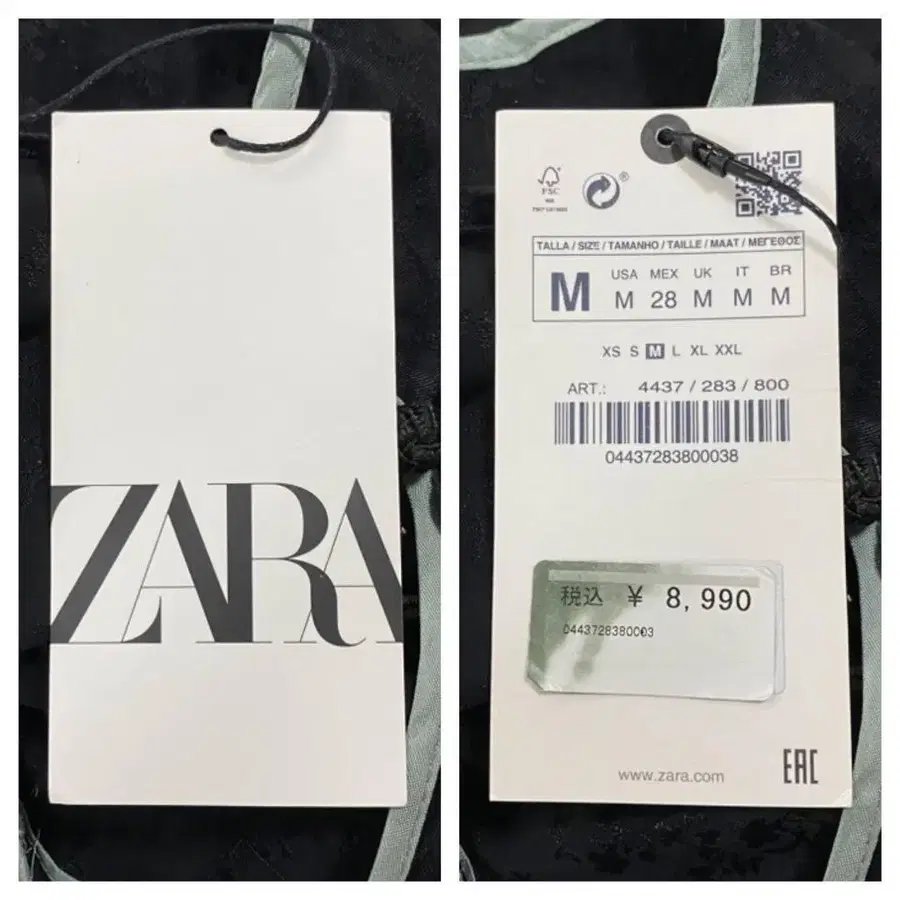 ZARA
FSC
®
TALLA / SIZE / TAMANHO / TAILLE / MAAT / ΜΕΓΕΘΟΣ
M
USA MEX UK IT BR
M 28 M M M
XS S M L XL XXL
ART.: 4437 / 283 / 800
04437283800038
税込 ¥ 8,990
0443728380003
www.zara.com
EAC